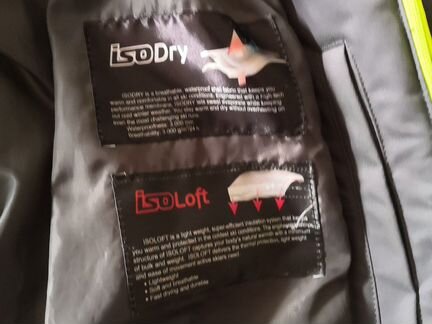 isoDry
ISODRY is a breathable, waterproof thin fabric that keeps you
warm and comfortable in all ski conditions. Engineered with a high tech
performance membrane, ISODRY lets sweat evaporate while keeping
out most winter weather. You stay warm and dry without overheating on
even the most challenging ski runs.
Waterproofness: 3.000 mm
Breathability: 3.000 g/m²/24 h
isoLoft
ISOLOFT is a light weight, super-efficient insulation system that keeps
you warm and protected in the coldest ski conditions. The engineered
structure of ISOLOFT captures your body's natural warmth with a minimum
of bulk and weight. ISOLOFT delivers the thermal protection, light weight
and ease of movement active skiers need.
• Lightweight
• Soft and breathable
• Fast drying and durable